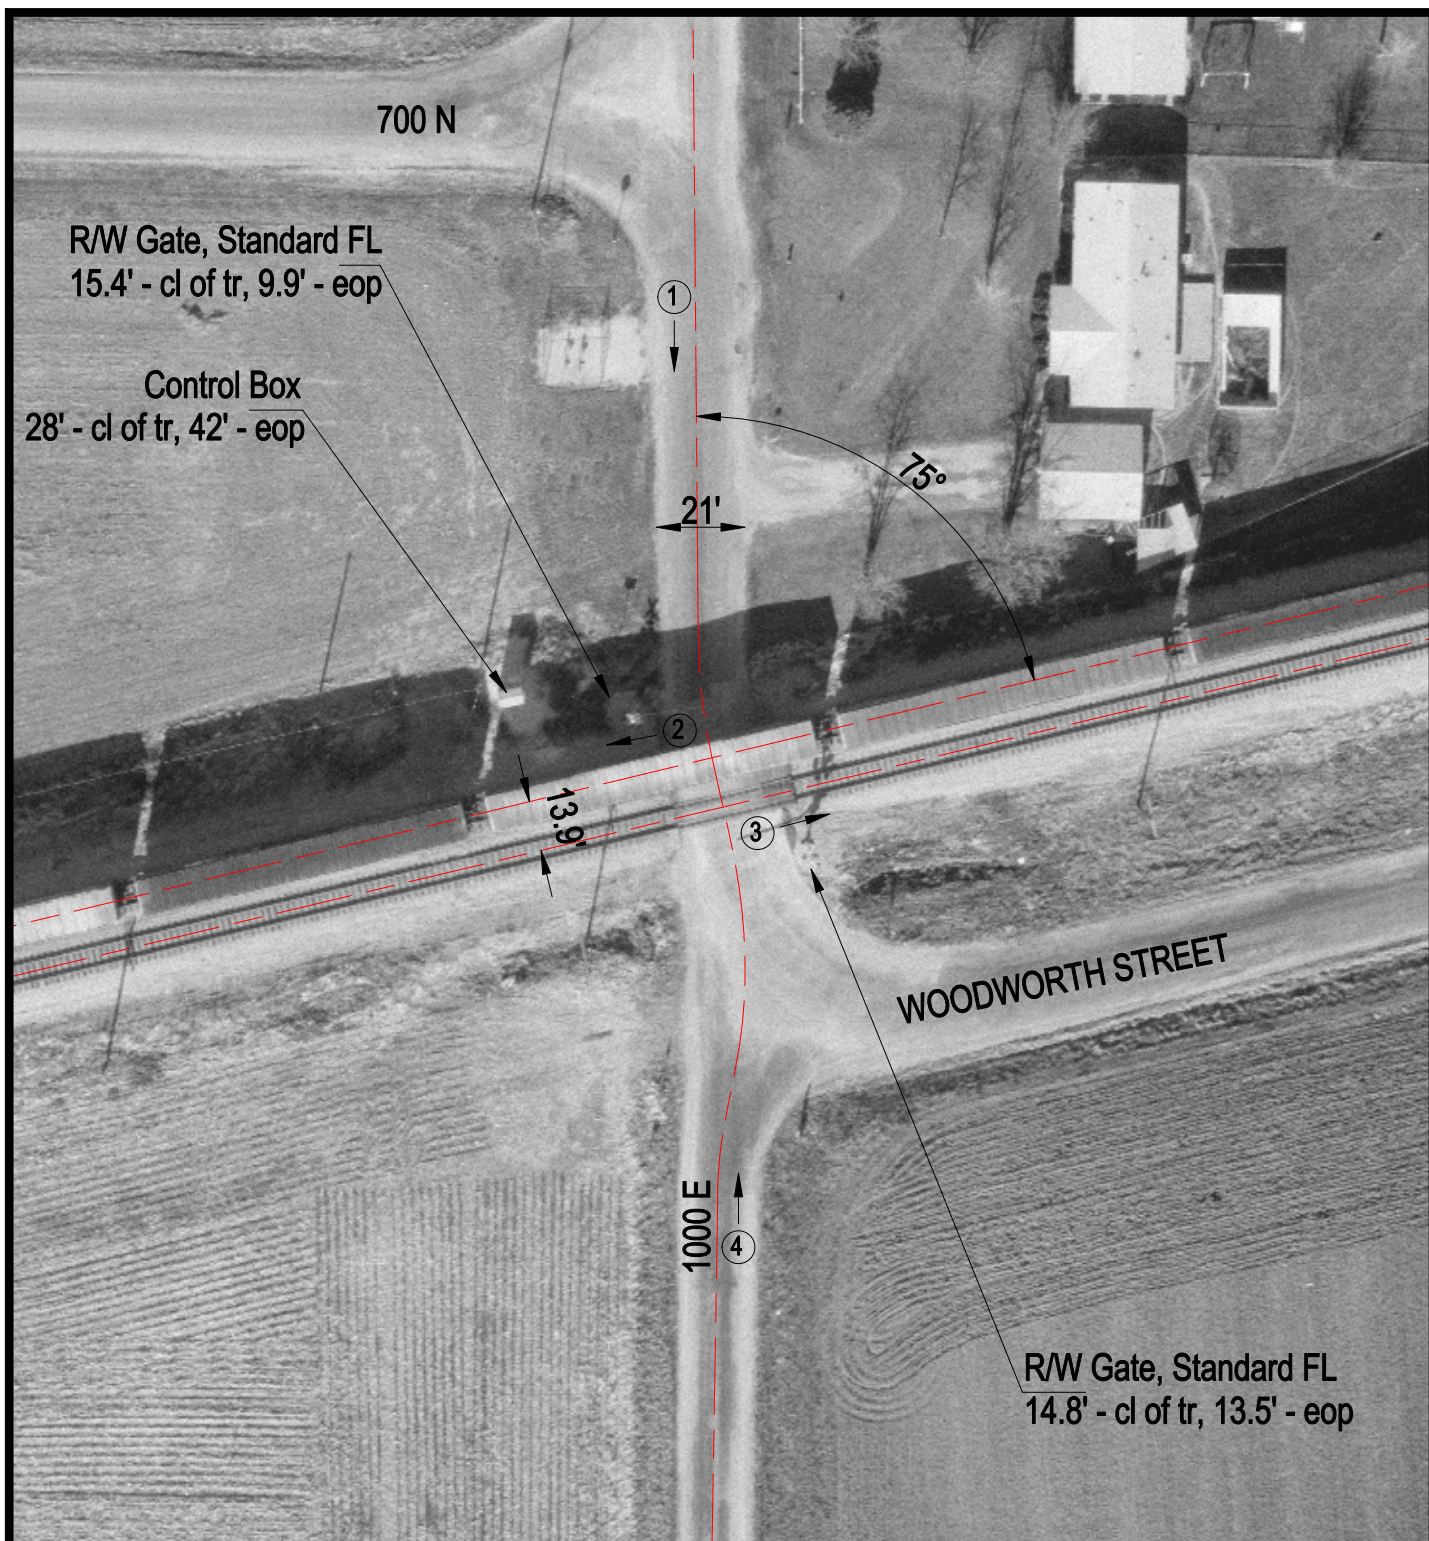 700 N
R/W Gate, Standard FL
15.4' - cl of tr, 9.9' - eop
1
Control Box
28' - cl of tr, 42' - eop
75°
21'
2
13.9'
3
WOODWORTH STREET
1000 E
4
R/W Gate, Standard FL
14.8' - cl of tr, 13.5' - eop